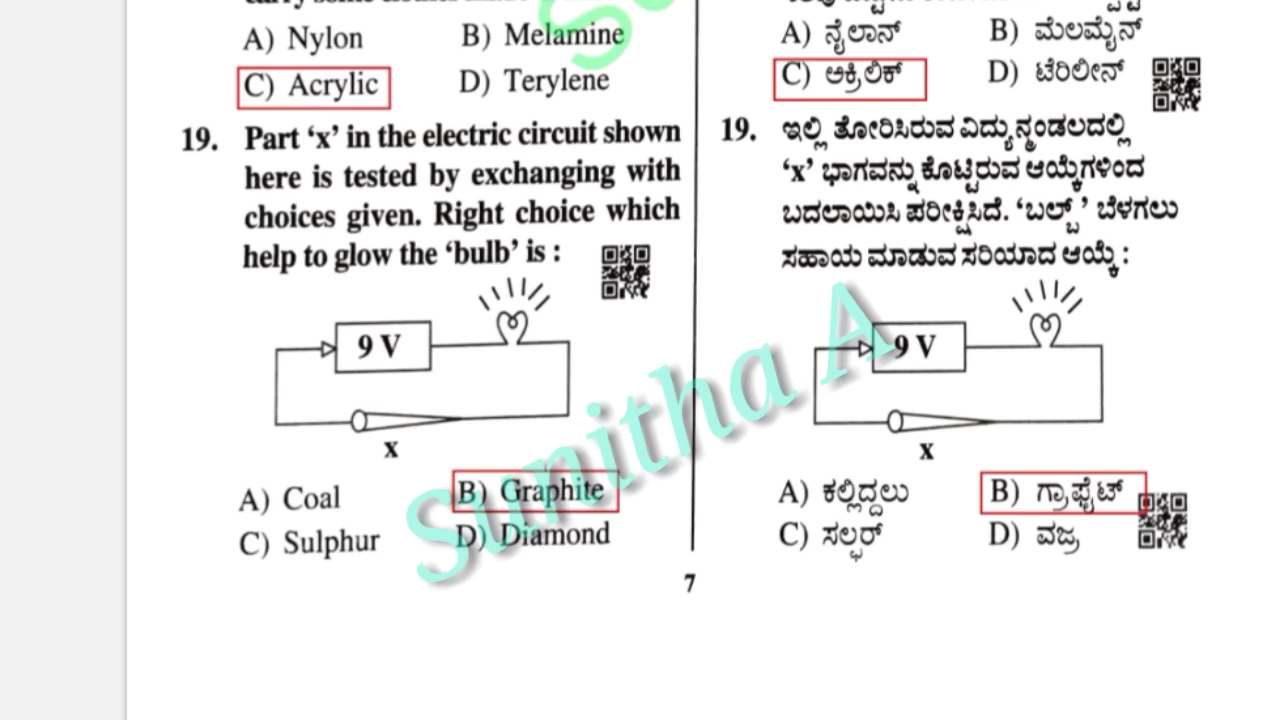 A) Nylon
B) Melamine
C) Acrylic
D) Terylene
19. Part ‘x’ in the electric circuit shown
here is tested by exchanging with
choices given. Right choice which
help to glow the ‘bulb’ is :
9 V
x
A) Coal
B) Graphite
C) Sulphur
D) Diamond
A) ನೈಲಾನ್
B) ಮೆಲಮೈನ್
C) ಅಕ್ರಿಲಿಕ್
D) ಟೆರಿಲೀನ್
19. ಇಲ್ಲಿ ತೋರಿಸಿರುವ ವಿದ್ಯುನ್ಮಂಡಲದಲ್ಲಿ
‘x’ ಭಾಗವನ್ನು ಕೊಟ್ಟಿರುವ ಆಯ್ಕೆಗಳಿಂದ
ಬದಲಾಯಿಸಿ ಪರೀಕ್ಷಿಸಿದೆ. ‘ಬಲ್ಬ್’ ಬೆಳಗಲು
ಸಹಾಯ ಮಾಡುವ ಸರಿಯಾದ ಆಯ್ಕೆ :
9 V
x
A) ಕಲ್ಲಿದ್ದಲು
B) ಗ್ರಾಫೈಟ್
C) ಸಲ್ಫರ್
D) ವಜ್ರ
Sunitha A
7